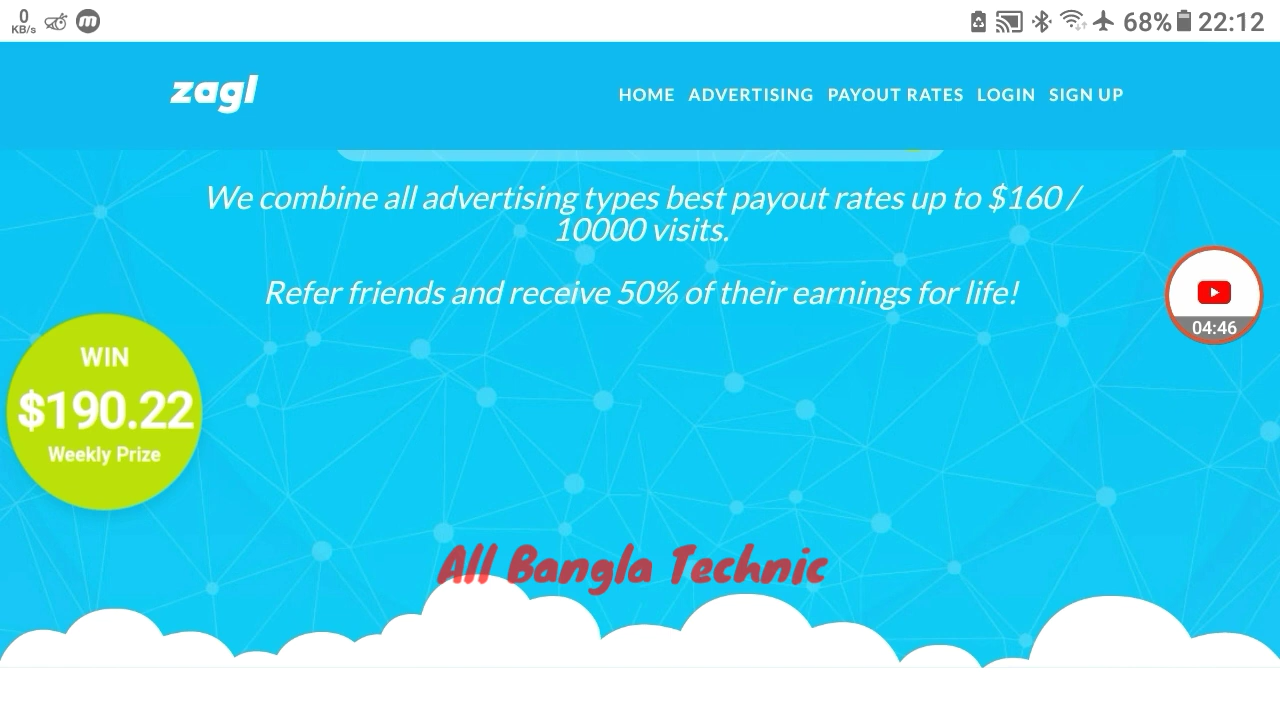 0
KB/s
68% 22:12
zagl
HOME ADVERTISING PAYOUT RATES LOGIN SIGN UP
We combine all advertising types best payout rates up to $160 /
10000 visits.
Refer friends and receive 50% of their earnings for life!
04:46
WIN
$190.22
Weekly Prize
All Bangla Technic